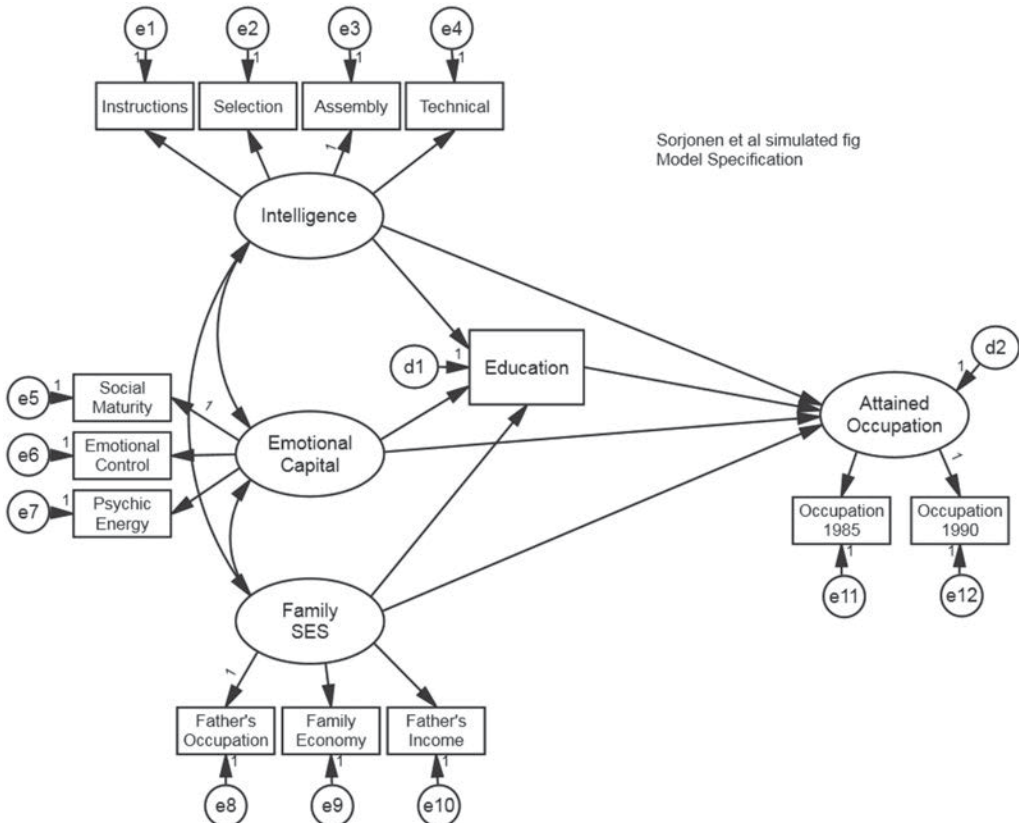 e1
e2
e3
e4
1
1
1
1
Instructions
Selection
Assembly
Technical
Sorjonen et al simulated fig
Model Specification
1
Intelligence
d1
1
Education
1
d2
e5
1
Social
Maturity
1
Attained
Occupation
e6
1
Emotional
Control
Emotional
Capital
e7
1
Psychic
Energy
1
Occupation
1985
Occupation
1990
1
1
e11
e12
Family
SES
1
Father's
Occupation
Family
Economy
Father's
Income
1
1
1
e8
e9
e10